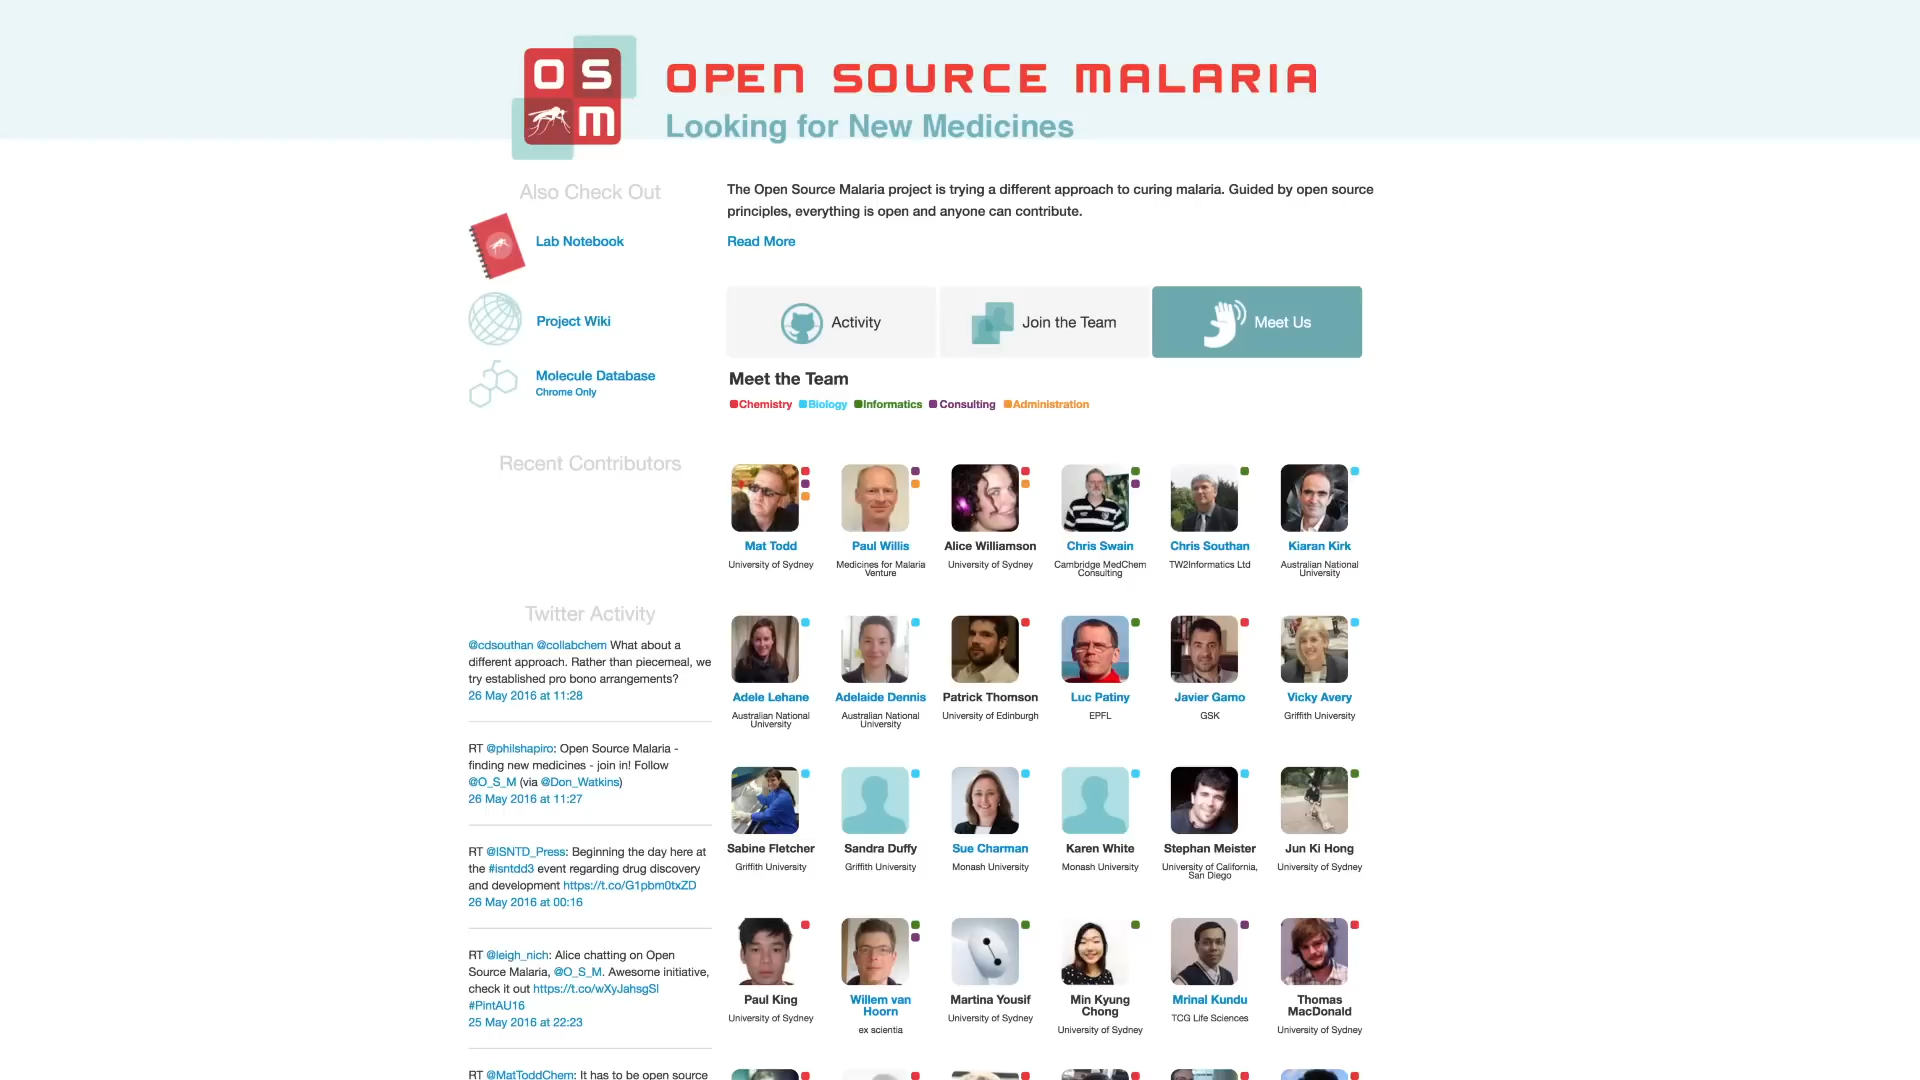 OS
m
OPEN SOURCE MALARIA
Looking for New Medicines
Also Check Out
Lab Notebook
Project Wiki
Molecule Database
Chrome Only
Recent Contributors
Twitter Activity
@cdsouthan @collabchem What about a
different approach. Rather than piecemeal, we
try established pro bono arrangements?
26 May 2016 at 11:28
RT @philshapiro: Open Source Malaria -
finding new medicines - join in! Follow
@O_S_M (via @Don_Watkins)
26 May 2016 at 11:27
RT @ISNTD_Press: Beginning the day here at
the #isntdd3 event regarding drug discovery
and development https://t.co/G1pbm0txZD
26 May 2016 at 00:16
RT @leigh_nich: Alice chatting on Open
Source Malaria, @O_S_M. Awesome initiative,
check it out https://t.co/wXyJahsgSl
#PintAU16
25 May 2016 at 22:23
RT @MatToddChem: It has to be open source
The Open Source Malaria project is trying a different approach to curing malaria. Guided by open source
principles, everything is open and anyone can contribute.
Read More
Activity
Join the Team
Meet Us
Meet the Team
Chemistry Biology Informatics Consulting Administration
Mat Todd
University of Sydney
Paul Willis
Medicines for Malaria
Venture
Alice Williamson
University of Sydney
Chris Swain
Cambridge MedChem
Consulting
Chris Southan
TW2Informatics Ltd
Kiaran Kirk
Australian National
University
Adele Lehane
Australian National
University
Adelaide Dennis
Australian National
University
Patrick Thomson
University of Edinburgh
Luc Patiny
EPFL
Javier Gamo
GSK
Vicky Avery
Griffith University
Sabine Fletcher
Griffith University
Sandra Duffy
Griffith University
Sue Charman
Monash University
Karen White
Monash University
Stephan Meister
University of California,
San Diego
Jun Ki Hong
University of Sydney
Paul King
University of Sydney
Willem van
Hoorn
ex scientia
Martina Yousif
University of Sydney
Min Kyung
Chong
University of Sydney
Mrinal Kundu
TCG Life Sciences
Thomas
MacDonald
University of Sydney